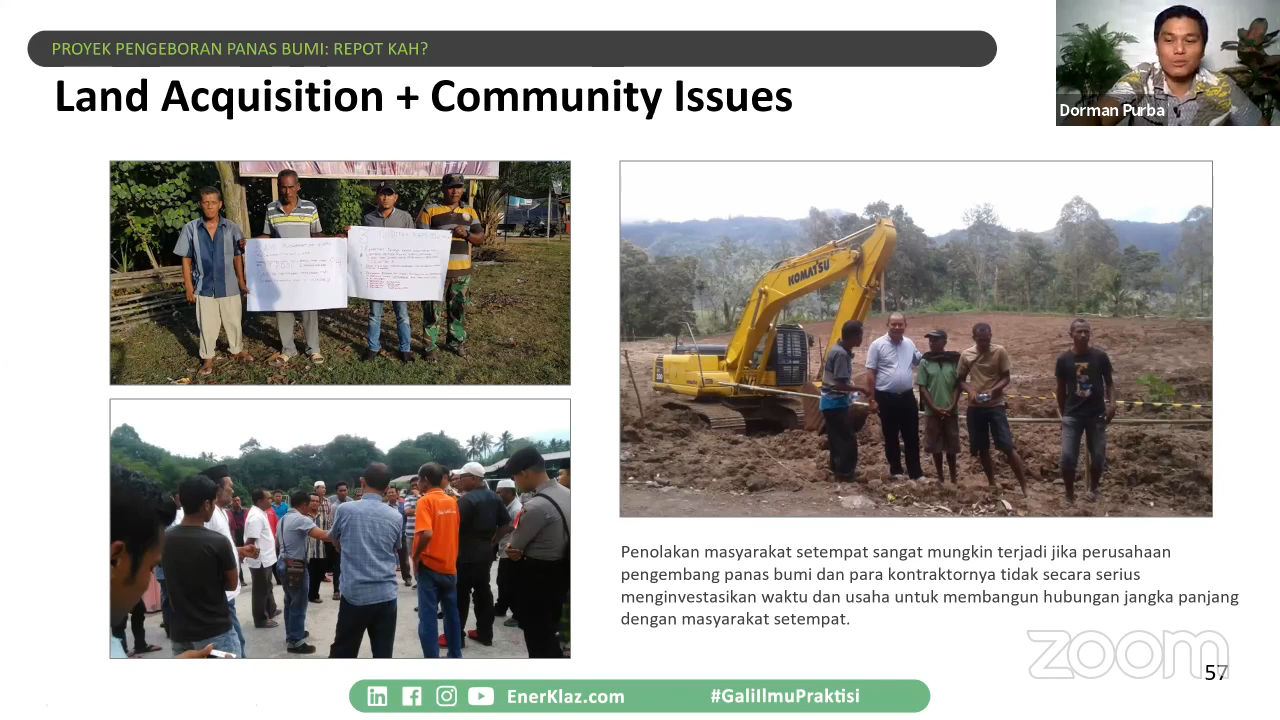 PROYEK PENGEBORAN PANAS BUMI: REPOT KAH?
Land Acquisition + Community Issues
Dorman Purba
KOMATSU
Penolakan masyarakat setempat sangat mungkin terjadi jika perusahaan
pengembang panas bumi dan para kontraktornya tidak secara serius
menginvestasikan waktu dan usaha untuk membangun hubungan jangka panjang
dengan masyarakat setempat.
zoom
57
EnerKlaz.com
#GaliIlmuPraktisi